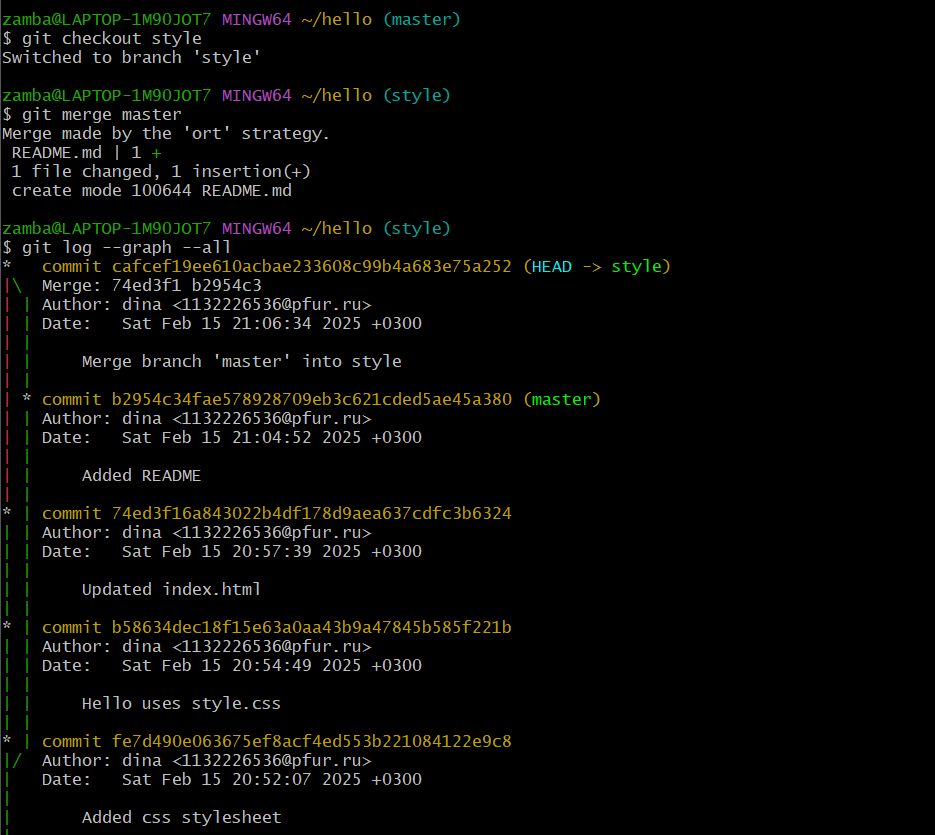 zamba@LAPTOP-1M90JOT7 MINGW64 ~/hello (master)
$ git checkout style
Switched to branch 'style'

zamba@LAPTOP-1M90JOT7 MINGW64 ~/hello (style)
$ git merge master
Merge made by the 'ort' strategy.
 README.md | 1 +
 1 file changed, 1 insertion(+)
 create mode 100644 README.md

zamba@LAPTOP-1M90JOT7 MINGW64 ~/hello (style)
$ git log --graph --all
*   commit cafcef19ee610acbae233608c99b4a683e75a252 (HEAD -> style)
|\  Merge: 74ed3f1 b2954c3
| | Author: dina <1132226536@pfur.ru>
| | Date:   Sat Feb 15 21:06:34 2025 +0300
| |
| |     Merge branch 'master' into style
| |
| * commit b2954c34fae578928709eb3c621cded5ae45a380 (master)
| | Author: dina <1132226536@pfur.ru>
| | Date:   Sat Feb 15 21:04:52 2025 +0300
| |
| |     Added README
| |
* | commit 74ed3f16a843022b4df178d9aea637cdfc3b6324
| | Author: dina <1132226536@pfur.ru>
| | Date:   Sat Feb 15 20:57:39 2025 +0300
| |
| |     Updated index.html
| |
* | commit b58634dec18f15e63a0aa43b9a47845b585f221b
| | Author: dina <1132226536@pfur.ru>
| | Date:   Sat Feb 15 20:54:49 2025 +0300
| |
| |     Hello uses style.css
| |
* | commit fe7d490e063675ef8acf4ed553b221084122e9c8
|/  Author: dina <1132226536@pfur.ru>
|   Date:   Sat Feb 15 20:52:07 2025 +0300
|
|       Added css stylesheet